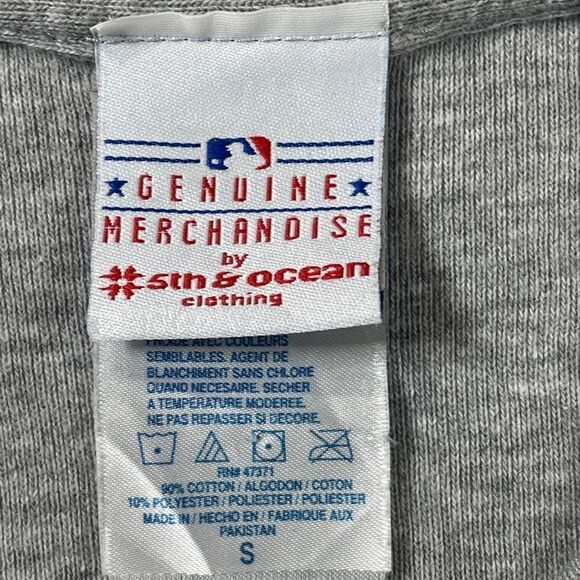 GENUINE
MERCHANDISE
by
5th & ocean
clothing
FROIDE AVEC COULEURS
SEMBLABLES. AGENT DE
BLANCHIMENT SANS CHLORE
QUAND NECESAIRE. SECHER
A TEMPERATURE MODEREE.
NE PAS REPASSER SI DECORE.
RN# 47371
90% COTTON / ALGODON / COTON
10% POLYESTER / POLIESTER / POLIESTER
MADE IN / HECHO EN / FABRIQUE AUX
PAKISTAN
S